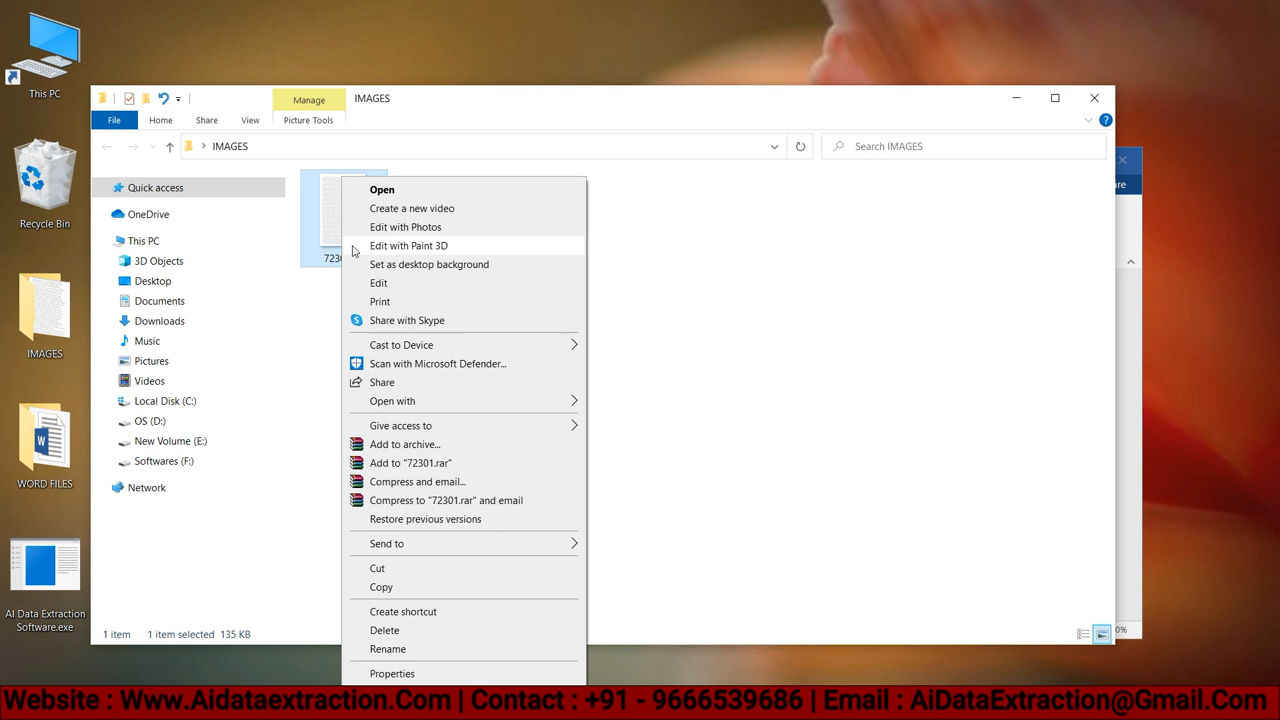 This PC
Recycle Bin
IMAGES
WORD FILES
AI Data Extraction
Software.exe
Manage
IMAGES
File
Home
Share
View
Picture Tools
IMAGES
Search IMAGES
Quick access
OneDrive
This PC
3D Objects
Desktop
Documents
Downloads
Music
Pictures
Videos
Local Disk (C:)
OS (D:)
New Volume (E:)
Softwares (F:)
Network
Open
Create a new video
Edit with Photos
Edit with Paint 3D
Set as desktop background
Edit
Print
Share with Skype
Cast to Device
Scan with Microsoft Defender...
Share
Open with
Give access to
Add to archive...
Add to "72301.rar"
Compress and email...
Compress to "72301.rar" and email
Restore previous versions
Send to
Cut
Copy
Create shortcut
Delete
Rename
Properties
1 item
1 item selected 135 KB
Website : Www.Aidataextraction.Com | Contact : +91 - 9666539686 | Email : AiDataExtraction@Gmail.Com